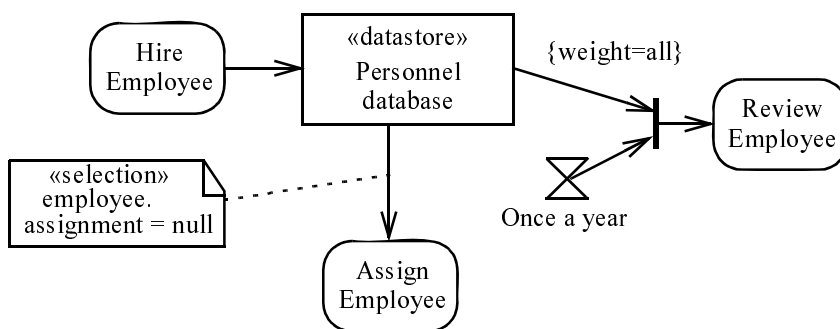 Hire
Employee
«datastore»
Personnel
database
{weight=all}
Review
Employee
«selection»
employee.
assignment = null
Once a year
Assign
Employee